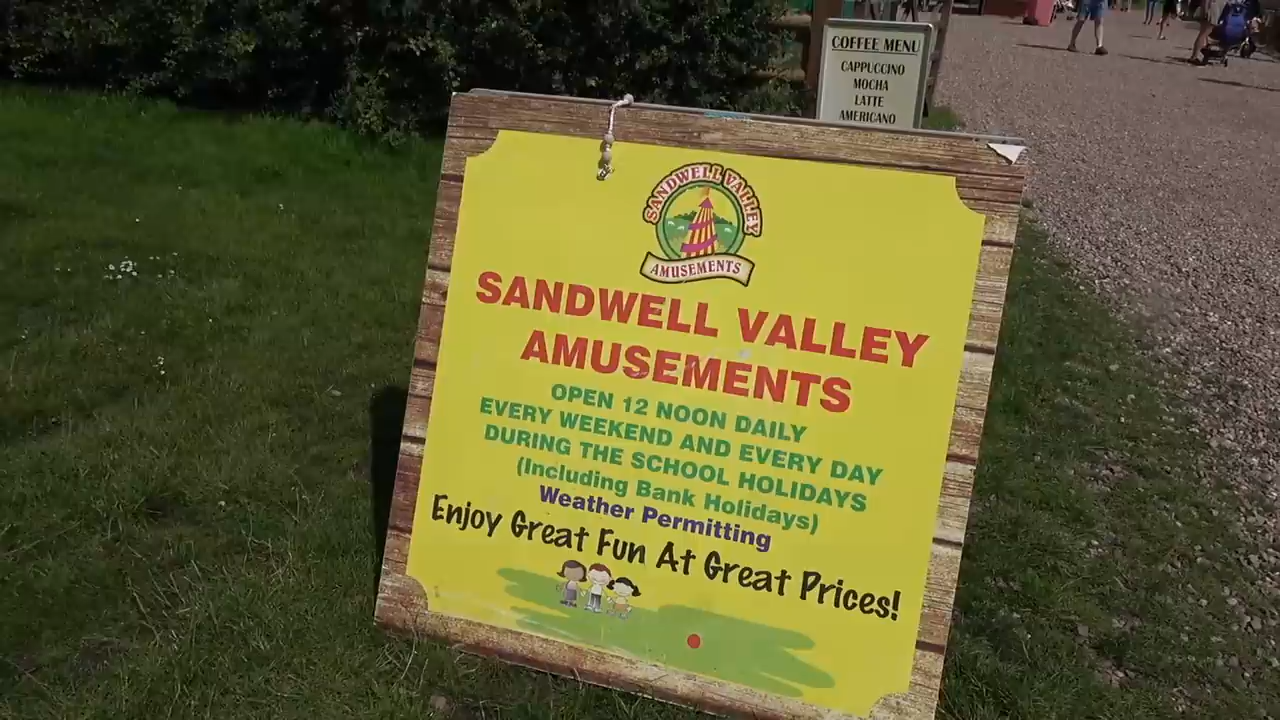 COFFEE MENU
CAPPUCCINO
MOCHA
LATTE
AMERICANO
SANDWELL VALLEY
AMUSEMENTS
SANDWELL VALLEY
AMUSEMENTS
OPEN 12 NOON DAILY
EVERY WEEKEND AND EVERY DAY
DURING THE SCHOOL HOLIDAYS
(Including Bank Holidays)
Weather Permitting
Enjoy Great Fun At Great Prices!